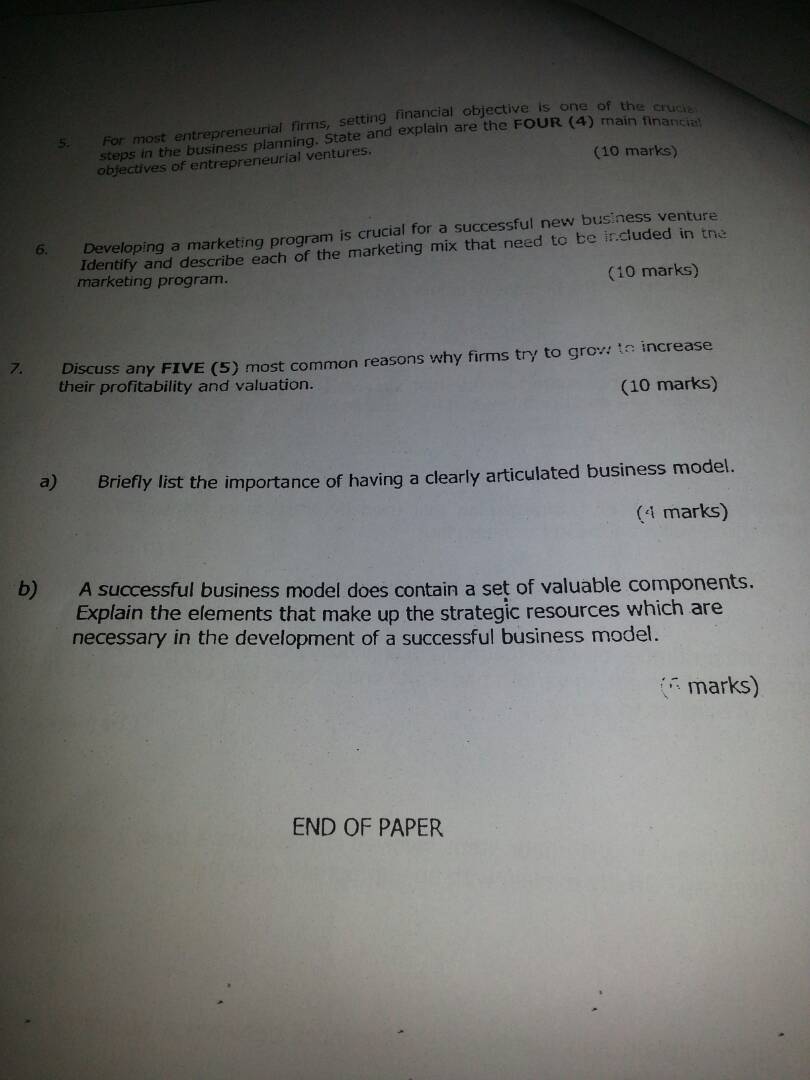 5. For most entrepreneurial firms, setting financial objective is one of the crucial
steps in the business planning. State and explain are the FOUR (4) main financial
objectives of entrepreneurial ventures.
(10 marks)
6. Developing a marketing program is crucial for a successful new business venture
Identify and describe each of the marketing mix that need to be included in the
marketing program.
(10 marks)
7. Discuss any FIVE (5) most common reasons why firms try to grow to increase
their profitability and valuation.
(10 marks)
a) Briefly list the importance of having a clearly articulated business model.
(4 marks)
b) A successful business model does contain a set of valuable components.
Explain the elements that make up the strategic resources which are
necessary in the development of a successful business model.
marks)
END OF PAPER